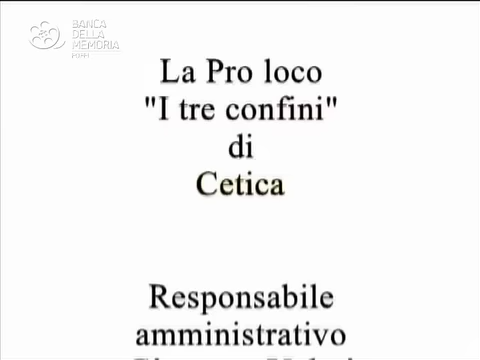 BANCA
DELLA
MEMORIA
La Pro loco
"I tre confini"
di
Cetica
Responsabile
amministrativo